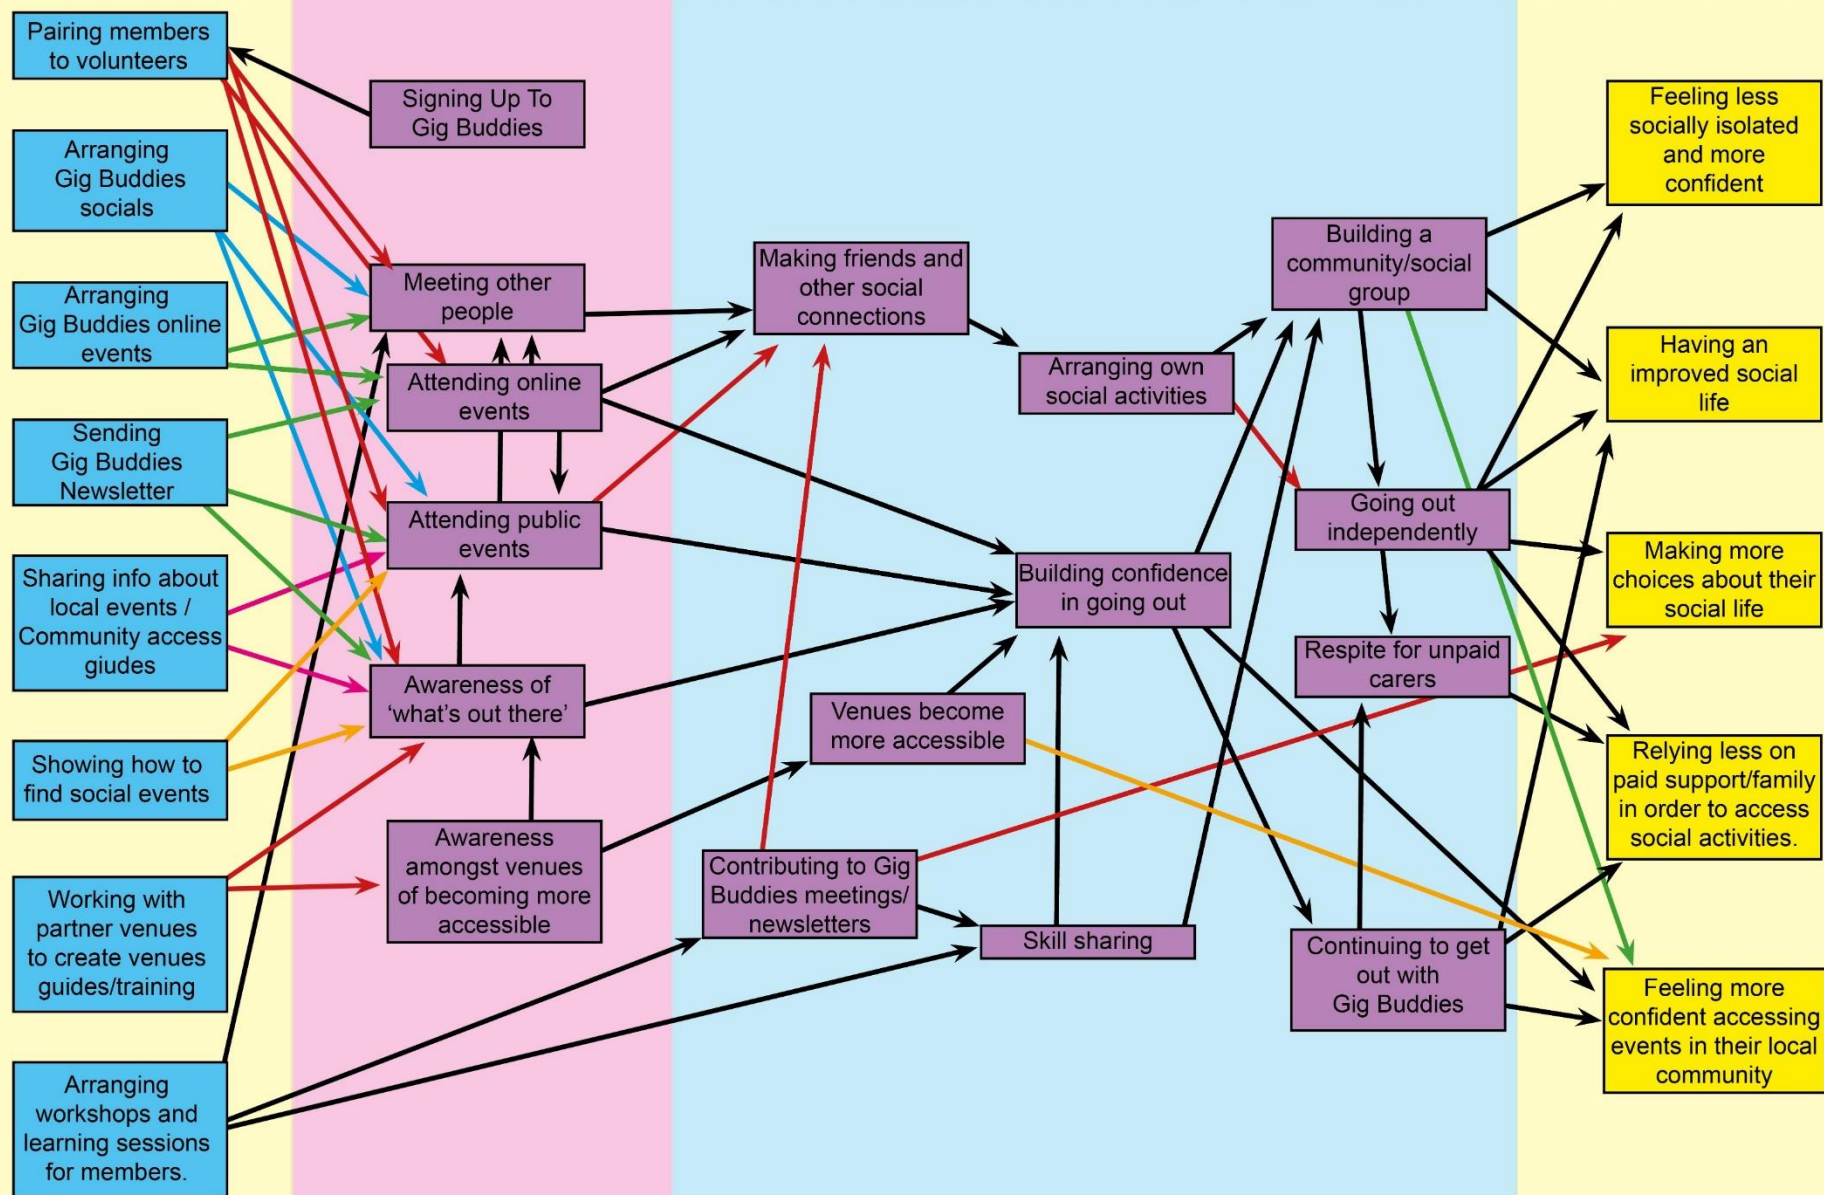 Pairing members
to volunteers
Arranging
Gig Buddies
socials
Arranging
Gig Buddies online
events
Sending
Gig Buddies
Newsletter
Sharing info about
local events /
Community access
giudes
Showing how to
find social events
Working with
partner venues
to create venues
guides/training
Arranging
workshops and
learning sessions
for members.
Signing Up To
Gig Buddies
Meeting other
people
Attending online
events
Attending public
events
Awareness of
‘what’s out there’
Awareness
amongst venues
of becoming more
accessible
Making friends and
other social
connections
Arranging own
social activities
Building confidence
in going out
Venues become
more accessible
Contributing to Gig
Buddies meetings/
newsletters
Skill sharing
Building a
community/social
group
Going out
independently
Respite for unpaid
carers
Continuing to get
out with
Gig Buddies
Feeling less
socially isolated
and more
confident
Having an
improved social
life
Making more
choices about their
social life
Relying less on
paid support/family
in order to access
social activities.
Feeling more
confident accessing
events in their local
community